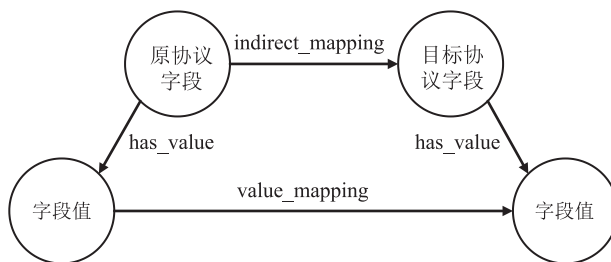 原协议
字段
indirect_mapping
目标协
议字段
has_value
has_value
字段值
value_mapping
字段值